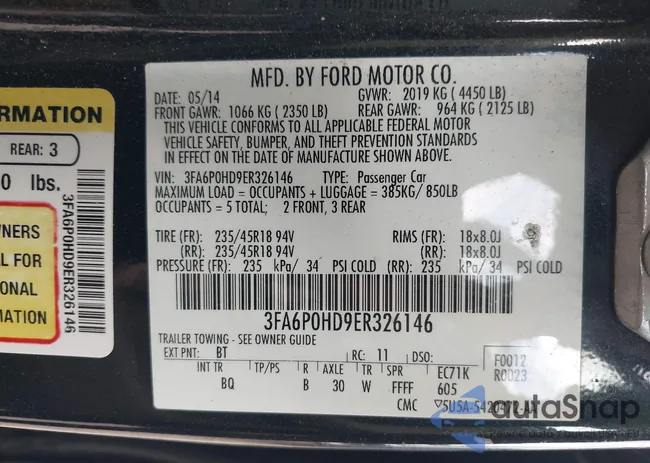 MFD. BY FORD MOTOR CO.
DATE: 05/14 GVWR: 2019 KG ( 4450 LB)
FRONT GAWR: 1066 KG ( 2350 LB) REAR GAWR: 964 KG ( 2125 LB)
THIS VEHICLE CONFORMS TO ALL APPLICABLE FEDERAL MOTOR
VEHICLE SAFETY, BUMPER, AND THEFT PREVENTION STANDARDS
IN EFFECT ON THE DATE OF MANUFACTURE SHOWN ABOVE.
VIN: 3FA6P0HD9ER326146 TYPE: Passenger Car
MAXIMUM LOAD = OCCUPANTS + LUGGAGE = 385KG/ 850LB
OCCUPANTS = 5 TOTAL; 2 FRONT, 3 REAR
TIRE (FR): 235/45R18 94V RIMS (FR): 18x8.0J
(RR): 235/45R18 94V (RR): 18x8.0J
PRESSURE (FR): 235 kPa/ 34 PSI COLD (RR): 235 kPa/ 34 PSI COLD
3FA6P0HD9ER326146
TRAILER TOWING - SEE OWNER GUIDE
EXT PNT: BT RC: 11 DSO: F0012
R0023
INT TR TP/PS R AXLE TR SPR EC71K
BQ B 30 W FFFF 605
CMC
ORMATION
REAR: 3
0 lbs.
WNERS
AL FOR
ONAL
MATION
3FA6P0HD9ER326146
autoSnap